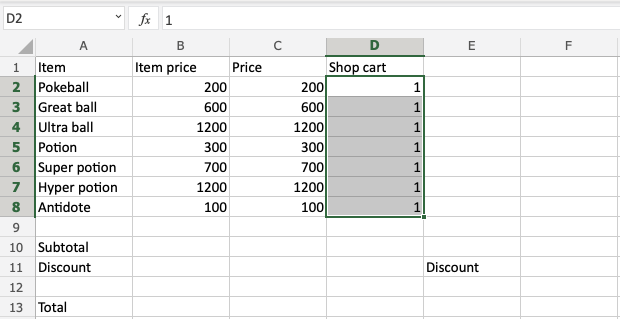 D2 fx 1
A B C D E F
1 Item Item price Price Shop cart
2 Pokeball 200 200 1
3 Great ball 600 600 1
4 Ultra ball 1200 1200 1
5 Potion 300 300 1
6 Super potion 700 700 1
7 Hyper potion 1200 1200 1
8 Antidote 100 100 1
9
10 Subtotal
11 Discount Discount
12
13 Total